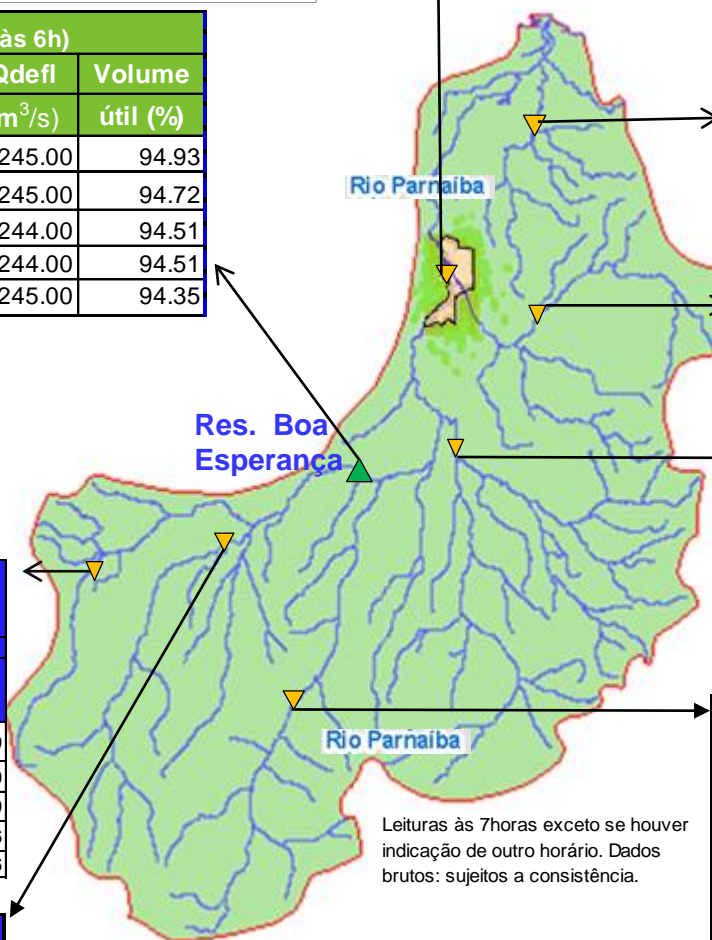 às 6h)
Qdefl Volume
m³/s) útil (%)
245.00 94.93
245.00 94.72
244.00 94.51
244.00 94.51
245.00 94.35
Rio Parnaíba
Res. Boa
Esperança
Rio Parnaíba
Leituras às 7horas exceto se houver
indicação de outro horário. Dados
brutos: sujeitos a consistência.